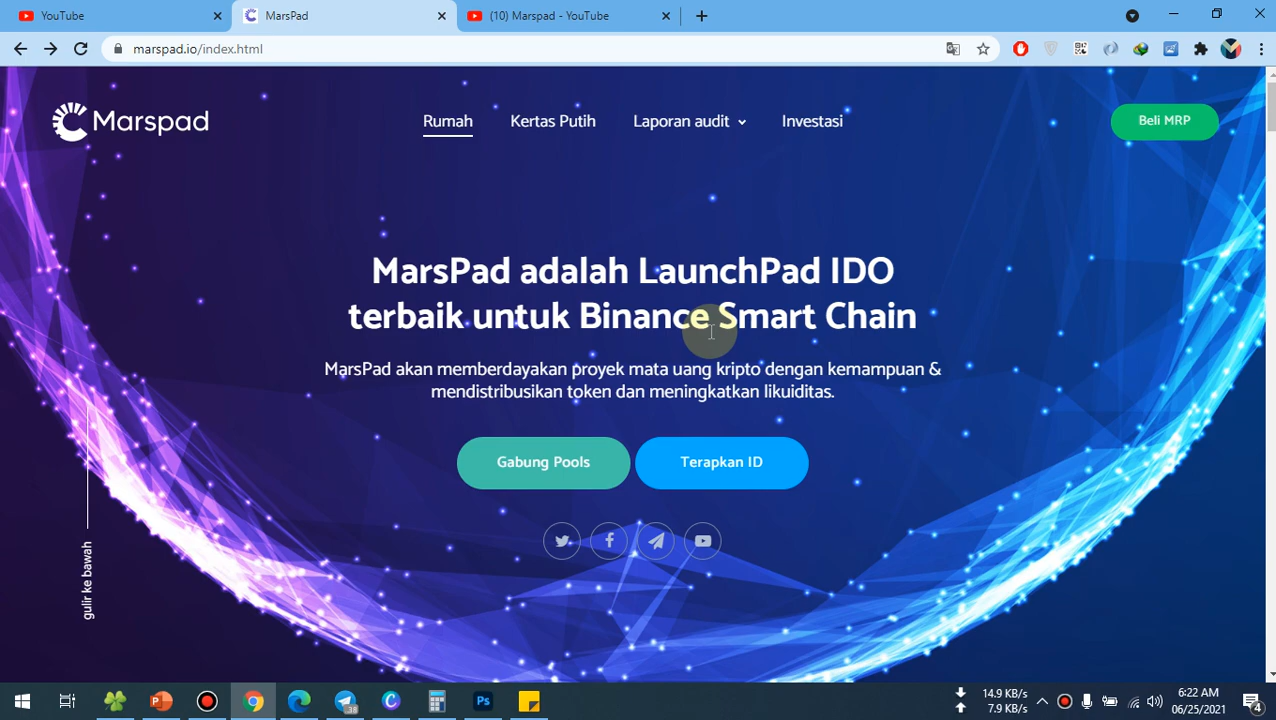 YouTube
MarsPad
(10) Marspad - YouTube
marspad.io/index.html
Marspad
Rumah
Kertas Putih
Laporan audit
Investasi
Beli MRP
MarsPad adalah LaunchPad IDO
terbaik untuk Binance Smart Chain
MarsPad akan memberdayakan proyek mata uang kripto dengan kemampuan &
mendistribusikan token dan meningkatkan likuiditas.
Gabung Pools
Terapkan ID
gulir ke bawah
14.9 KB/s
7.9 KB/s
6:22 AM
06/25/2021